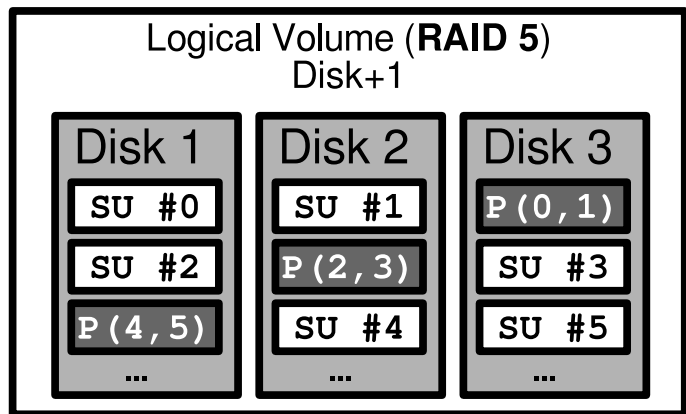 Logical Volume (RAID 5)
Disk+1
Disk 1 Disk 2 Disk 3
SU #0 SU #1 P(0,1)
SU #2 P(2,3) SU #3
P(4,5) SU #4 SU #5
... ... ...